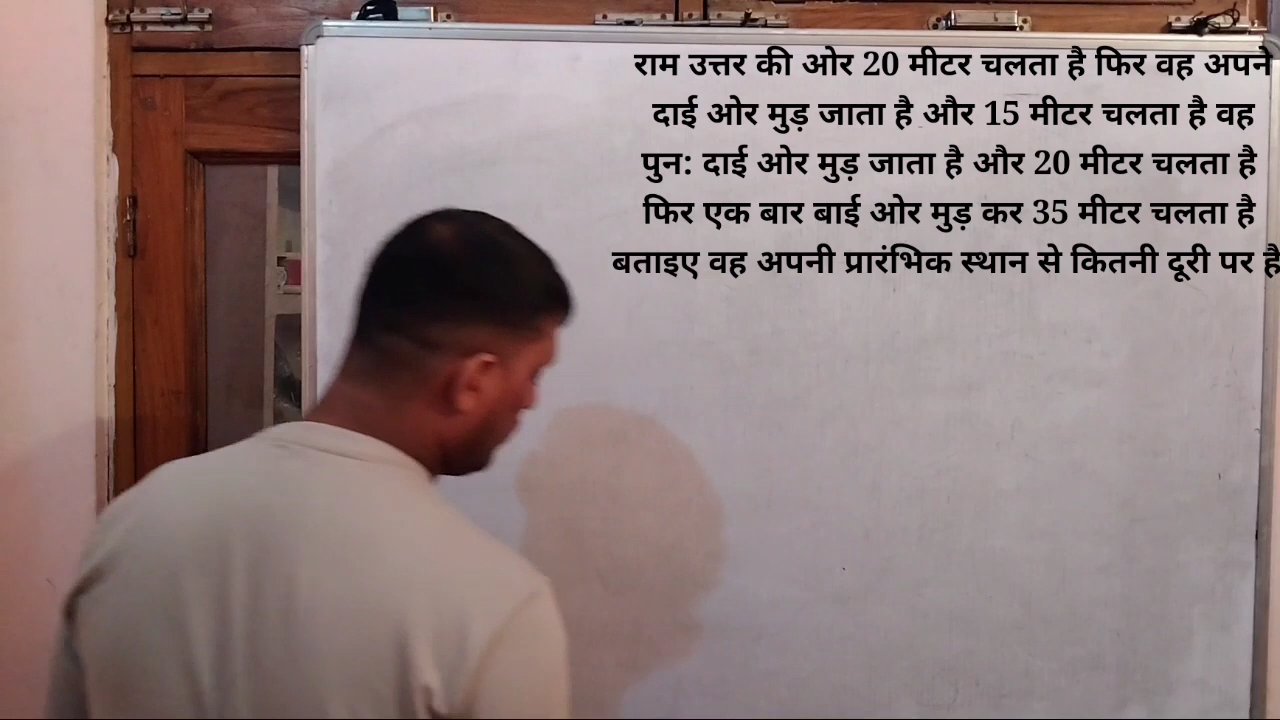 राम उत्तर की ओर 20 मीटर चलता है फिर वह अपने
दाई ओर मुड़ जाता है और 15 मीटर चलता है वह
पुन: दाई ओर मुड़ जाता है और 20 मीटर चलता है
फिर एक बार बाई ओर मुड़ कर 35 मीटर चलता है
बताइए वह अपनी प्रारंभिक स्थान से कितनी दूरी पर है